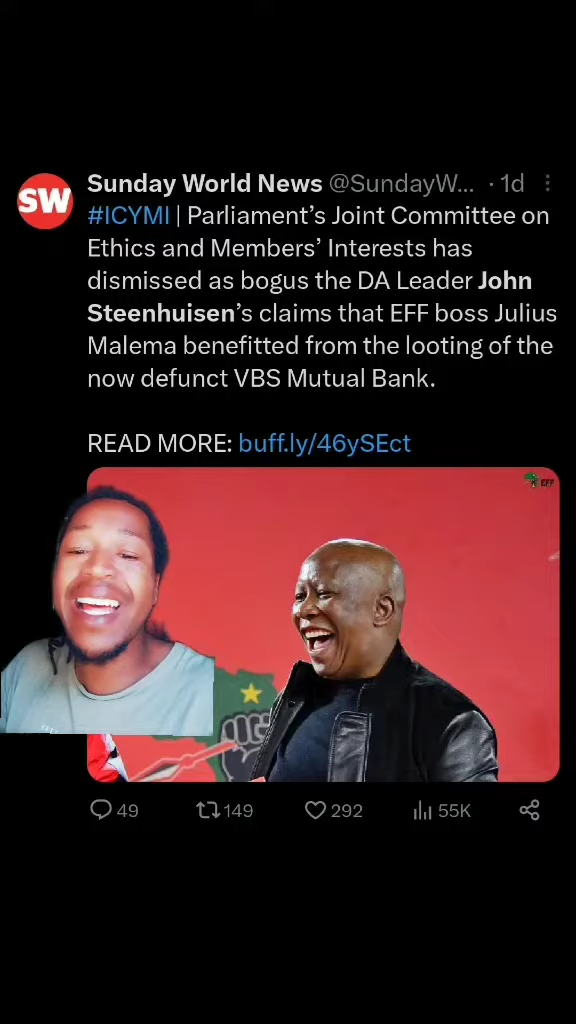 SW
Sunday World News @SundayW... · 1d
#ICYMI | Parliament's Joint Committee on
Ethics and Members' Interests has
dismissed as bogus the DA Leader John
Steenhuisen's claims that EFF boss Julius
Malema benefitted from the looting of the
now defunct VBS Mutual Bank.
READ MORE: buff.ly/46ySEct
EFF
49 149 292 55K